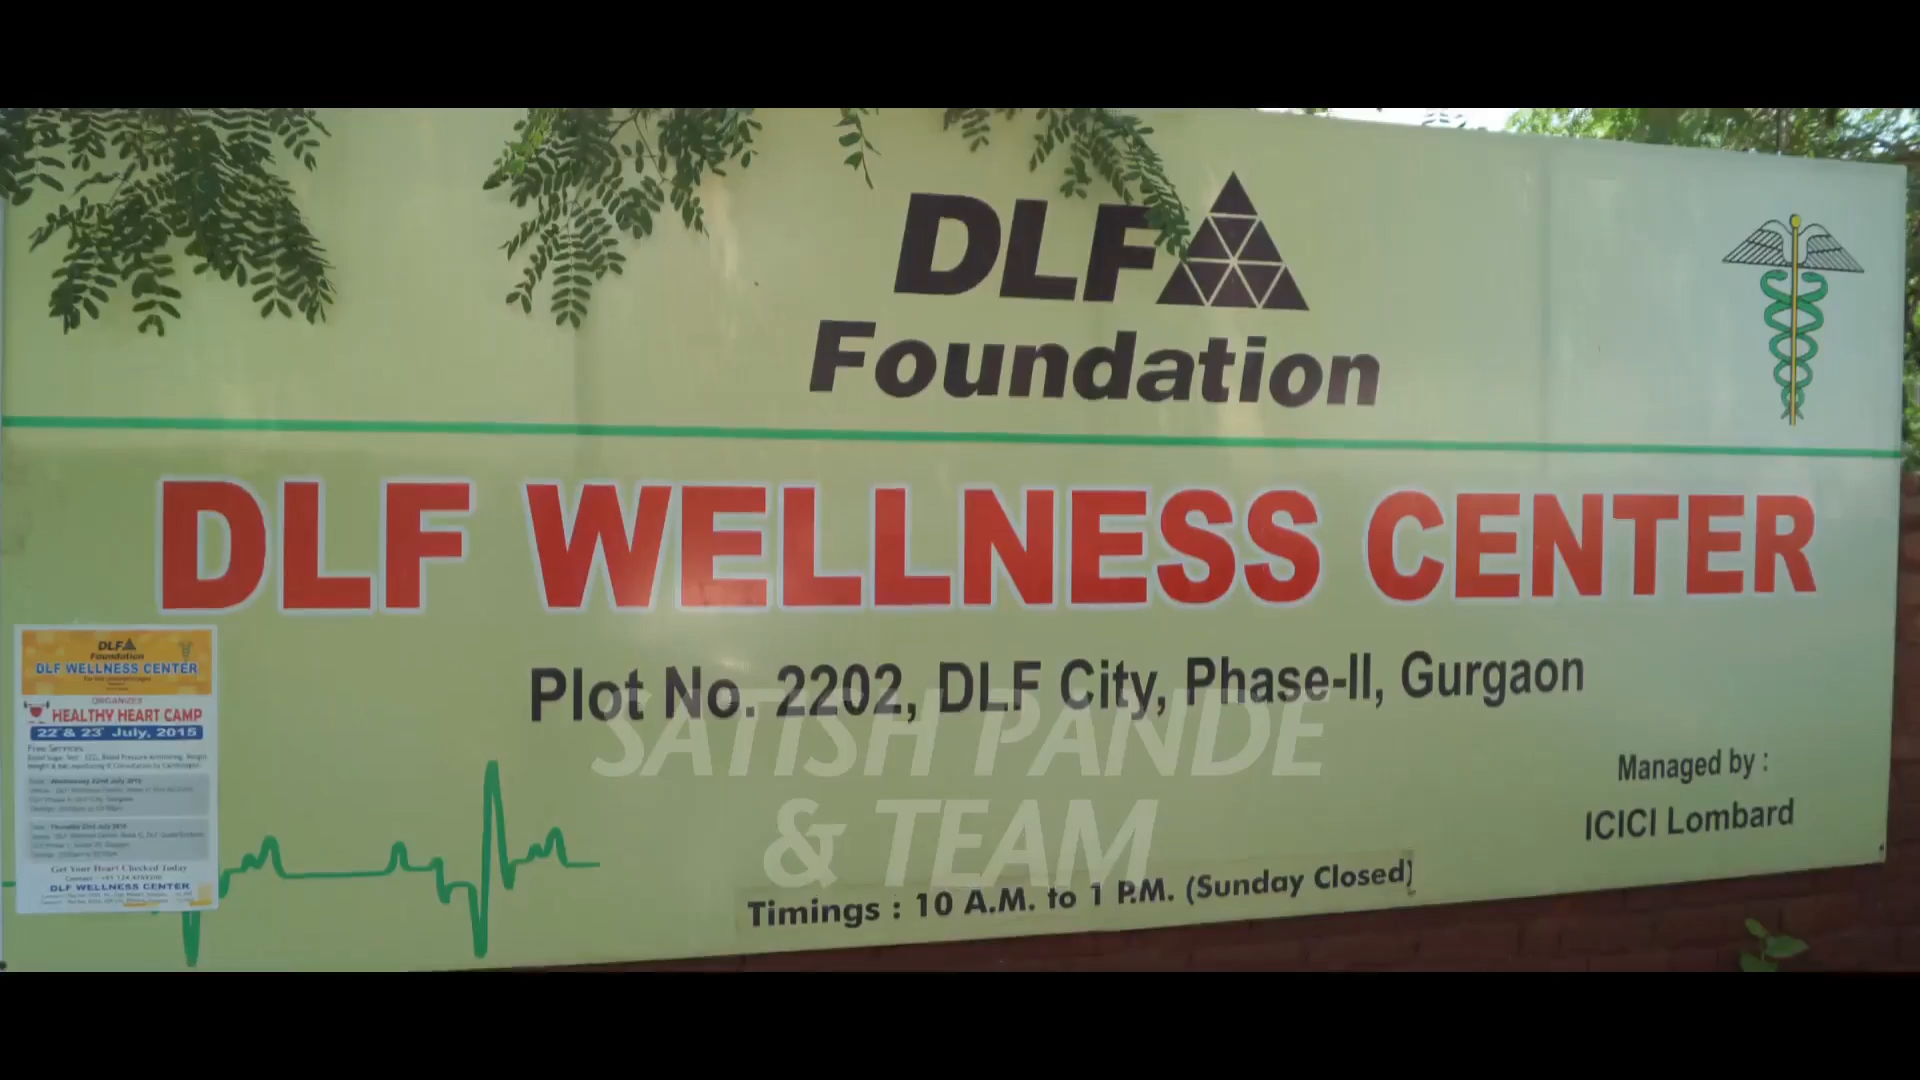 DLF
Foundation
DLF WELLNESS CENTER
Plot No. 2202, DLF City, Phase-II, Gurgaon
SATISH PANDE
& TEAM
Managed by :
ICICI Lombard
Timings : 10 A.M. to 1 P.M. (Sunday Closed)
DLF
Foundation
DLF WELLNESS CENTER
ORGANIZES
HEALTHY HEART CAMP
22 & 23 July, 2015
Free Services
Get Your Heart Checked Today
DLF WELLNESS CENTER